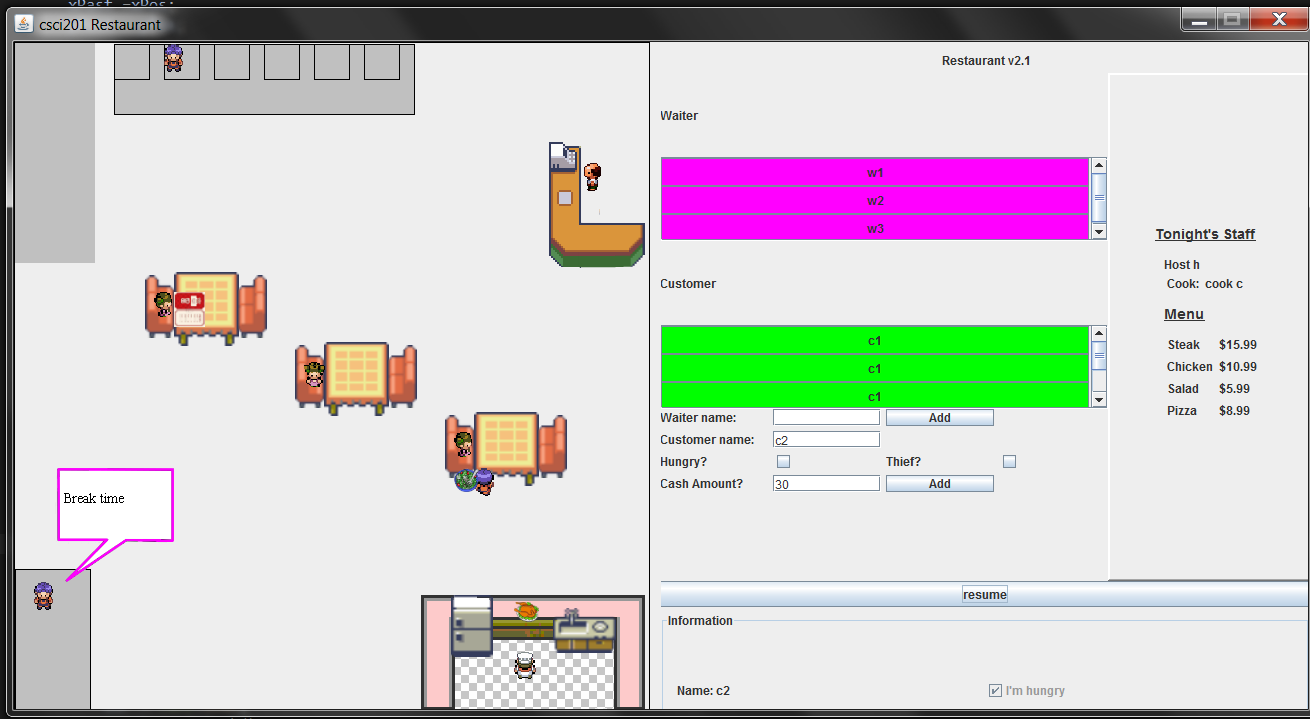 xPast =xPos;
csci201 Restaurant
Restaurant v2.1
Waiter
w1
w2
w3
Customer
c1
c1
c1
Waiter name:
Add
Customer name:
c2
Hungry?
Thief?
Cash Amount?
30
Add
Tonight's Staff
Host h
Cook: cook c
Menu
Steak $15.99
Chicken $10.99
Salad $5.99
Pizza $8.99
Break time
resume
Information
Name: c2
I'm hungry